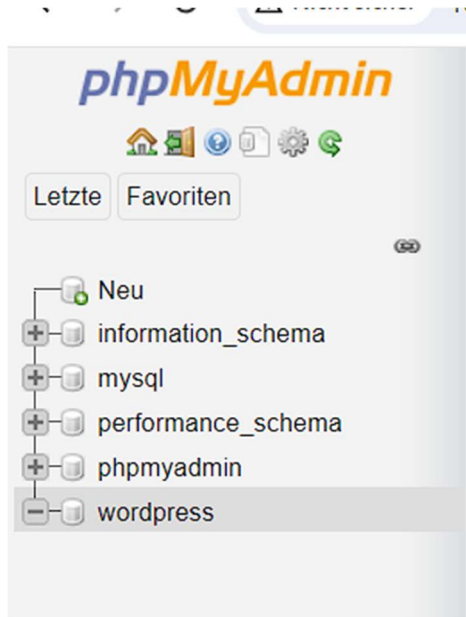 phpMyAdmin
Letzte Favoriten
Neu
information_schema
mysql
performance_schema
phpmyadmin
wordpress